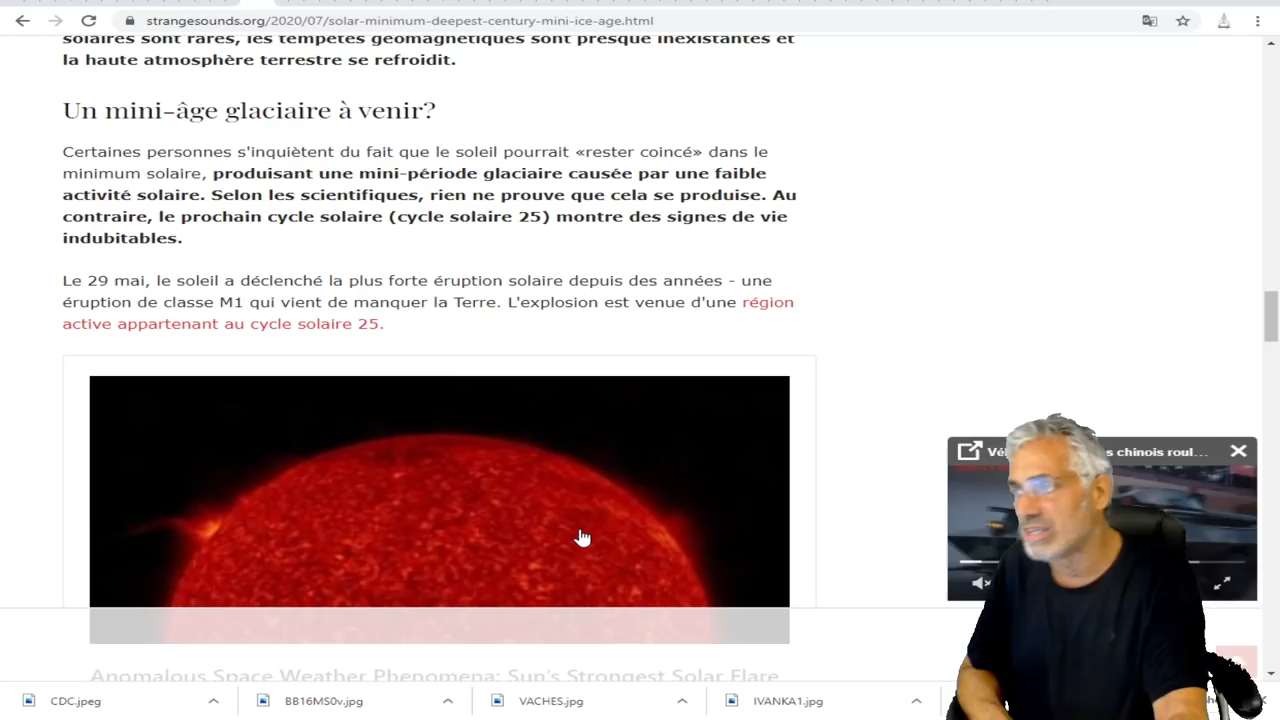 strangesounds.org/2020/07/solar-minimum-deepest-century-mini-ice-age.html
solaires sont rares, les tempêtes géomagnétiques sont presque inexistantes et
la haute atmosphère terrestre se refroidit.
Un mini-âge glaciaire à venir?
Certaines personnes s'inquiètent du fait que le soleil pourrait «rester coincé» dans le
minimum solaire, produisant une mini-période glaciaire causée par une faible
activité solaire. Selon les scientifiques, rien ne prouve que cela se produise. Au
contraire, le prochain cycle solaire (cycle solaire 25) montre des signes de vie
indubitables.
Le 29 mai, le soleil a déclenché la plus forte éruption solaire depuis des années - une
éruption de classe M1 qui vient de manquer la Terre. L'explosion est venue d'une région
active appartenant au cycle solaire 25.
chinois roul...
Anomalous Space Weather Phenomena: Sun's Strongest Solar Flare
CDC.jpeg
BB16MS0v.jpg
VACHES.jpg
IVANKA1.jpg